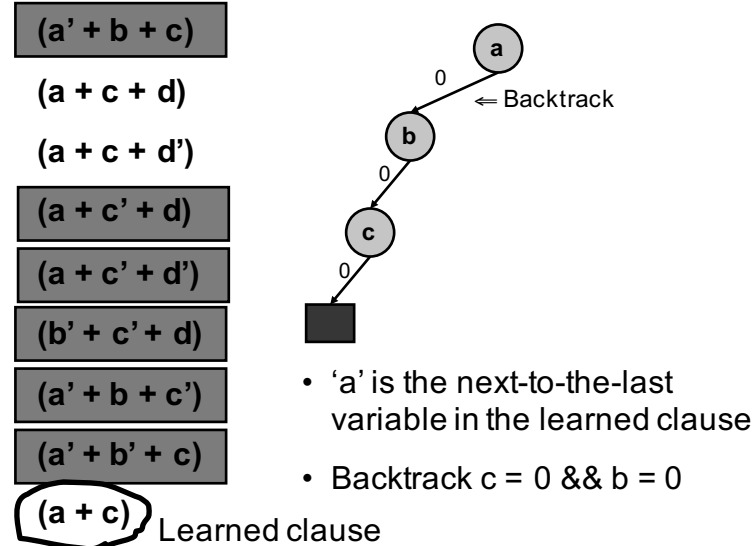 (a’ + b + c)
(a + c + d)
(a + c + d’)
(a + c’ + d)
(a + c’ + d’)
(b’ + c’ + d)
(a’ + b + c’)
(a’ + b’ + c)
(a + c) Learned clause
a
0
⇐ Backtrack
b
0
c
0
• ‘a’ is the next-to-the-last
variable in the learned clause
• Backtrack c = 0 && b = 0